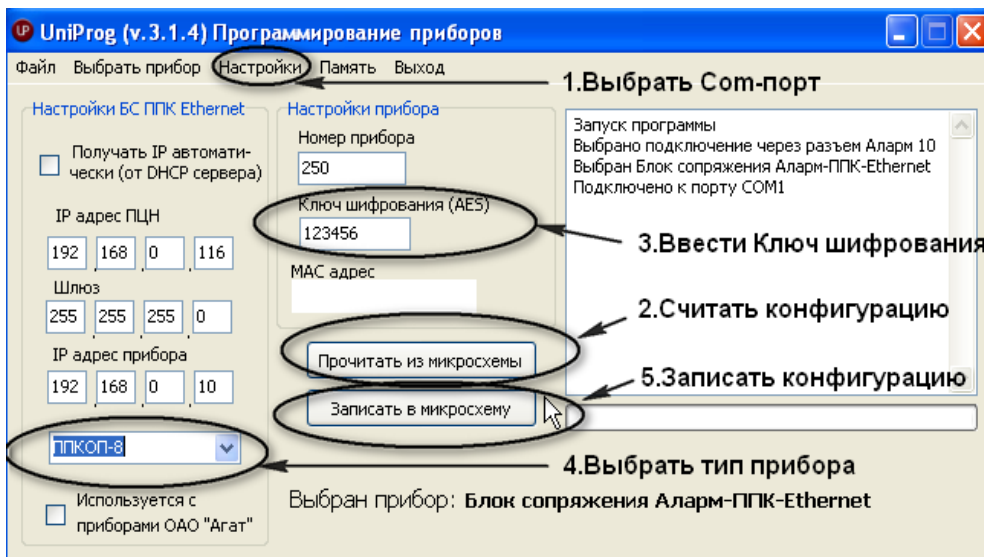 UniProg (v.3.1.4) Программирование приборов
Файл Выбрать прибор Настройки Память Выход
1.Выбрать Com-порт
Настройки БС ППК Ethernet
Получать IP автомати-
чески (от DHCP сервера)
IP адрес ПЦН
192 . 168 . 0 . 116
Шлюз
255 . 255 . 255 . 0
IP адрес прибора
192 . 168 . 0 . 10
ППКОП-8
Используется с
приборами ОАО "Агат"
Настройки прибора
Номер прибора
250
Ключ шифрования (AES)
123456
MAC адрес
Прочитать из микросхемы
Записать в микросхему
Запуск программы
Выбрано подключение через разъем Аларм 10
Выбран Блок сопряжения Аларм-ППК-Ethernet
Подключено к порту COM1
3.Ввести Ключ шифрования
2.Считать конфигурацию
5.Записать конфигурацию
4.Выбрать тип прибора
Выбран прибор: Блок сопряжения Аларм-ППК-Ethernet